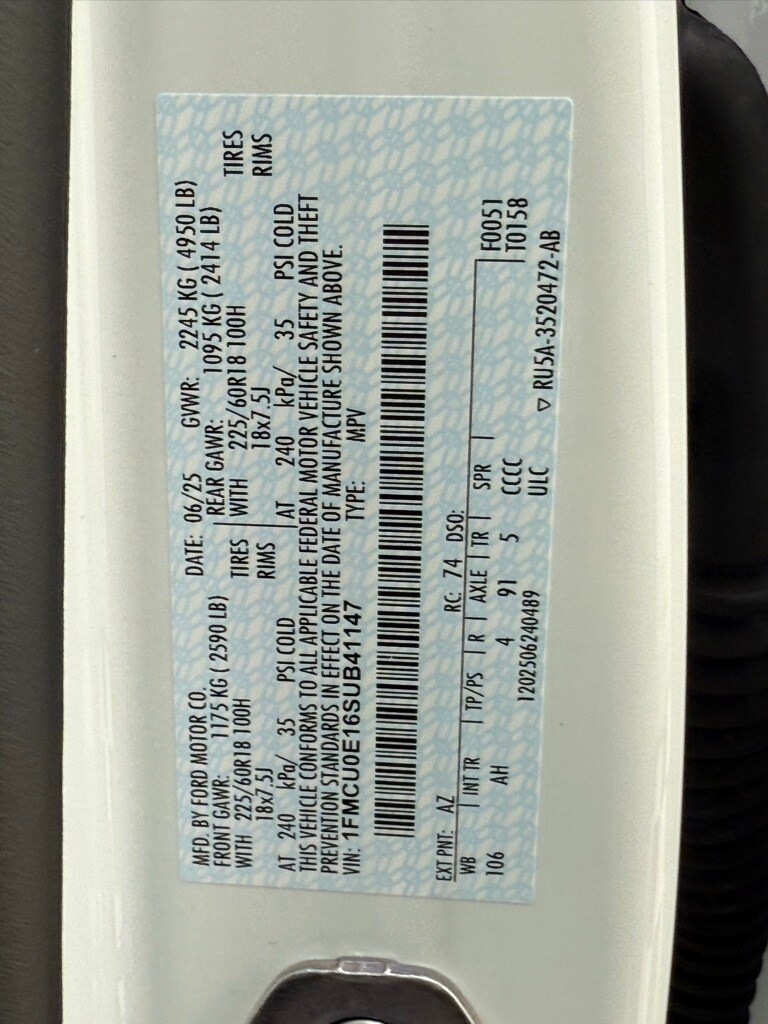 MFD. BY FORD MOTOR CO.
DATE: 06/25 GVWR: 2245 KG ( 4950 LB)
FRONT GAWR: 1175 KG ( 2590 LB) REAR GAWR: 1095 KG ( 2414 LB)
WITH 225/60R18 100H TIRES WITH 225/60R18 100H TIRES
18x7.5J RIMS 18x7.5J RIMS
AT 240 kPa/ 35 PSI COLD AT 240 kPa/ 35 PSI COLD
THIS VEHICLE CONFORMS TO ALL APPLICABLE FEDERAL MOTOR VEHICLE SAFETY AND THEFT
PREVENTION STANDARDS IN EFFECT ON THE DATE OF MANUFACTURE SHOWN ABOVE.
VIN: 1FMCU0E16SUB41147 TYPE: MPV
EXT PNT: AZ RC: 74 DSO:
WB INT TR TP/PS R AXLE TR SPR F0051
106 AH 4 91 5 CCCC T0158
1202506240489 ULC ▽ RU5A-3520472-AB